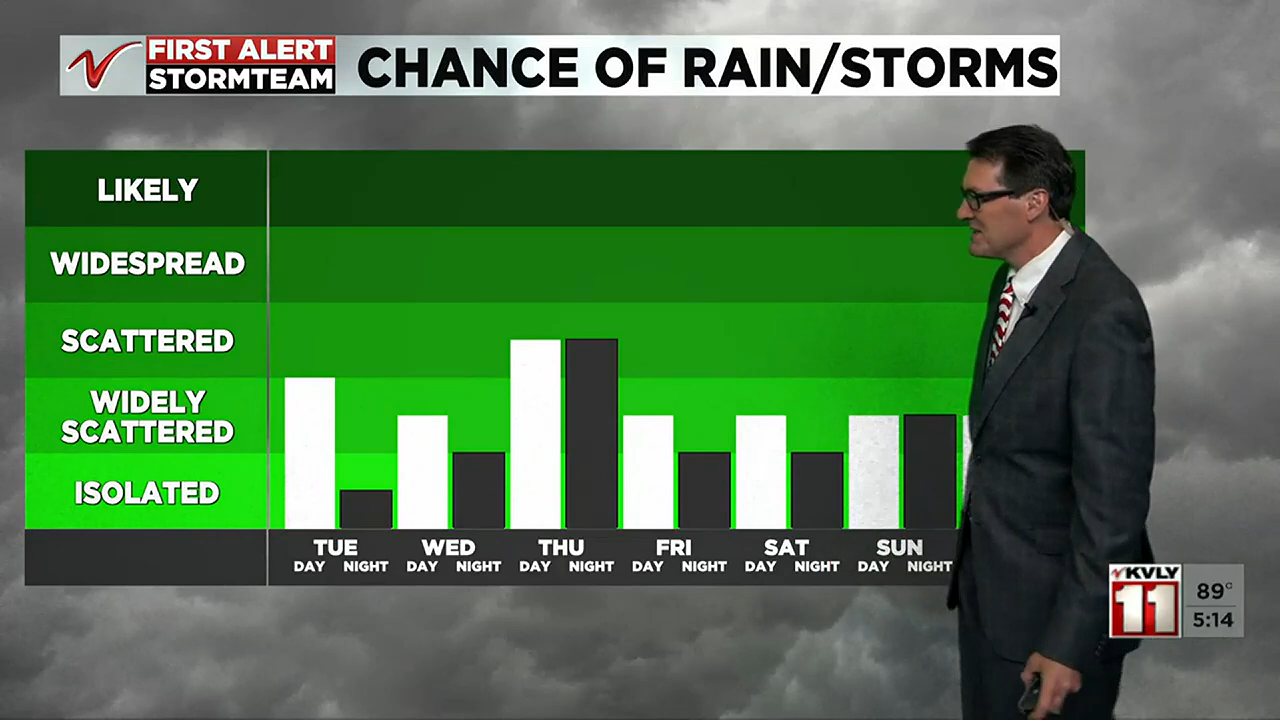 FIRST ALERT
STORMTEAM
CHANCE OF RAIN/STORMS
LIKELY
WIDESPREAD
SCATTERED
WIDELY
SCATTERED
ISOLATED
TUE WED THU FRI SAT SUN
DAY NIGHT DAY NIGHT DAY NIGHT DAY NIGHT DAY NIGHT DAY NIGHT
KVLY
11
89°
5:14